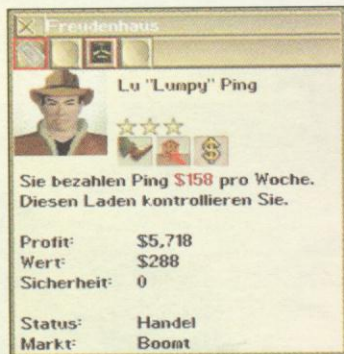 Freudenhaus
Lu "Lumpy" Ping
Sie bezahlen Ping $158 pro Woche.
Diesen Laden kontrollieren Sie.
Profit: $5,718
Wert: $288
Sicherheit: 0
Status: Handel
Markt: Boomt